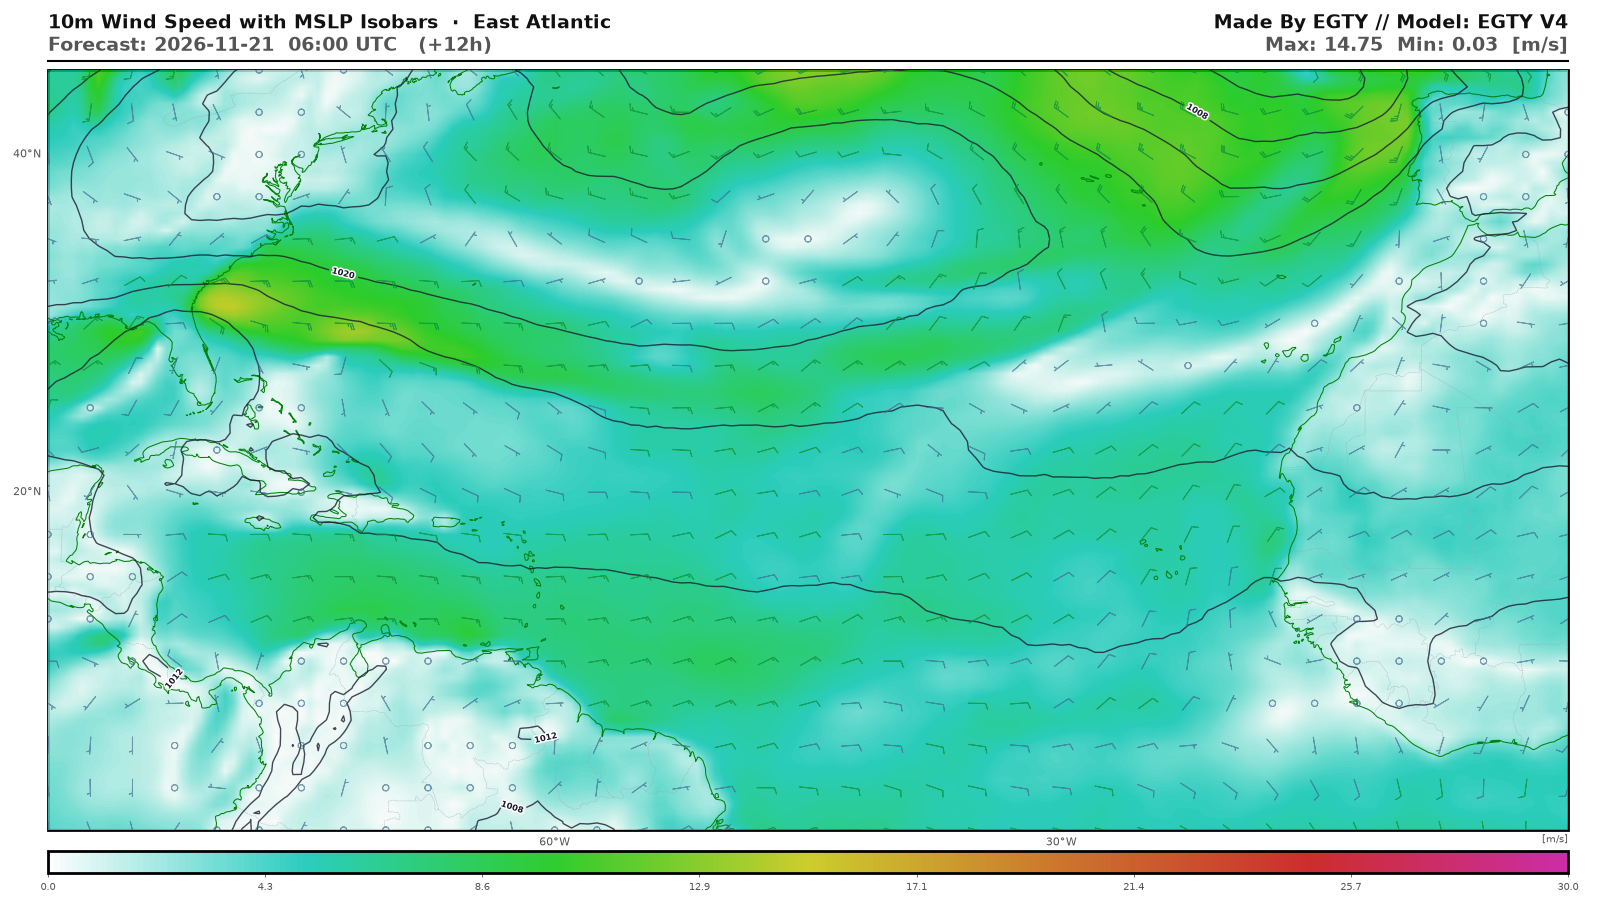 10m Wind Speed with MSLP Isobars · East Atlantic
Made By EGTY // Model: EGTY V4
Forecast: 2026-11-21 06:00 UTC (+12h)
Max: 14.75 Min: 0.03 [m/s]
1008
40°N
1020
20°N
1012
1012
1008
60°W
30°W
[m/s]
0.0
4.3
8.6
12.9
17.1
21.4
25.7
30.0